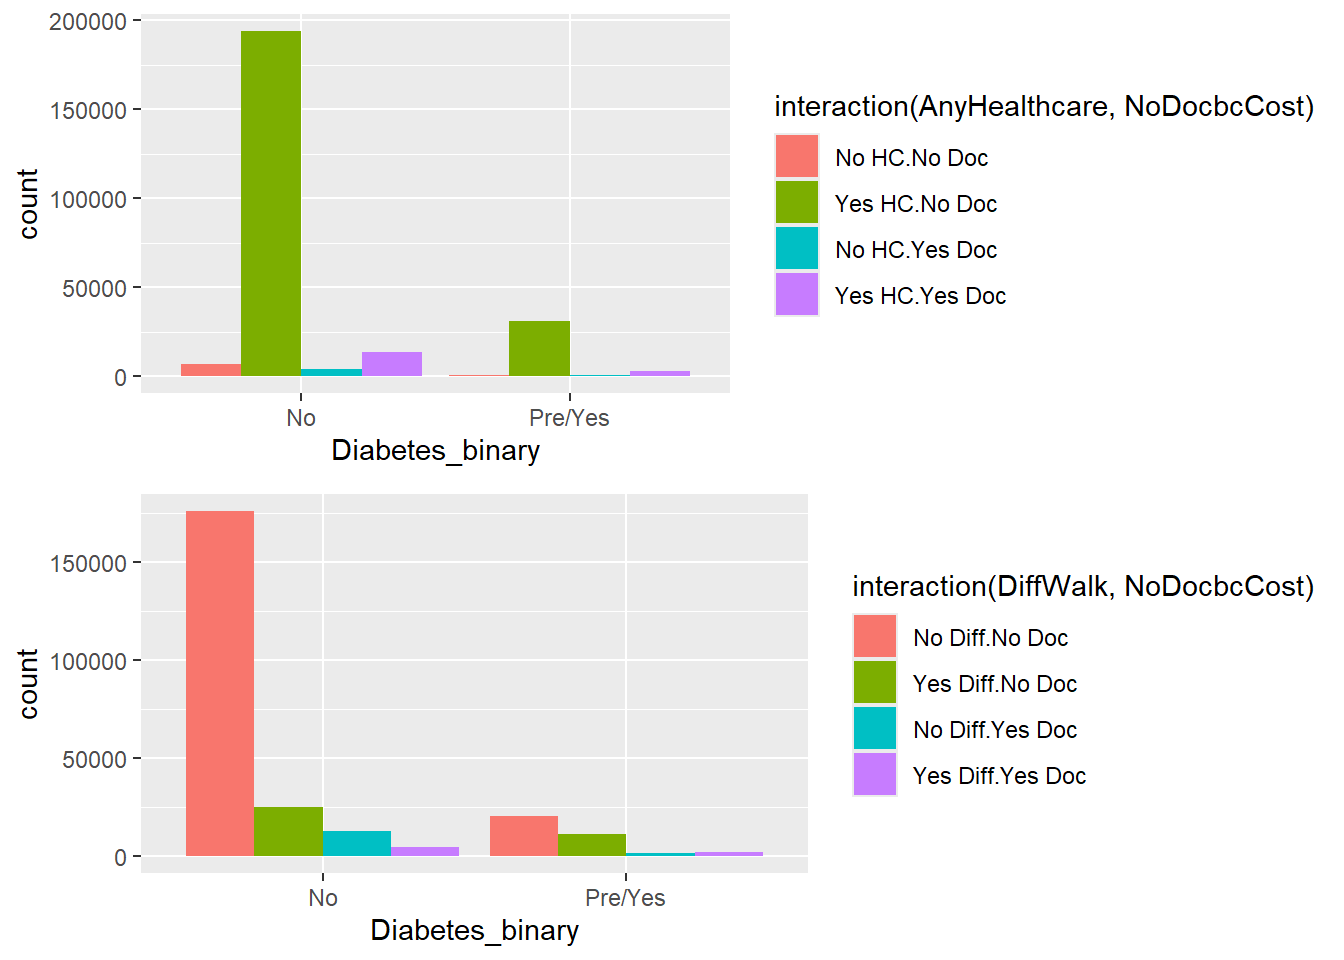 200000
150000
100000
50000
0
count
No Pre/Yes
Diabetes_binary
interaction(AnyHealthcare, NoDocbcCost)
No HC.No Doc
Yes HC.No Doc
No HC.Yes Doc
Yes HC.Yes Doc
150000
100000
50000
0
count
No Pre/Yes
Diabetes_binary
interaction(DiffWalk, NoDocbcCost)
No Diff.No Doc
Yes Diff.No Doc
No Diff.Yes Doc
Yes Diff.Yes Doc